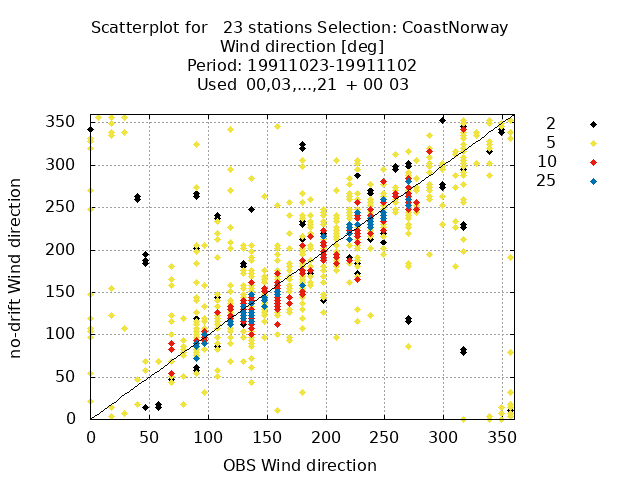 Scatterplot for 23 stations Selection: CoastNorway
Wind direction [deg]
Period: 19911023-19911102
Used 00,03,...,21 + 00 03
2
5
10
25
350
300
250
200
150
100
50
0
no-drift Wind direction
0 50 100 150 200 250 300 350
OBS Wind direction